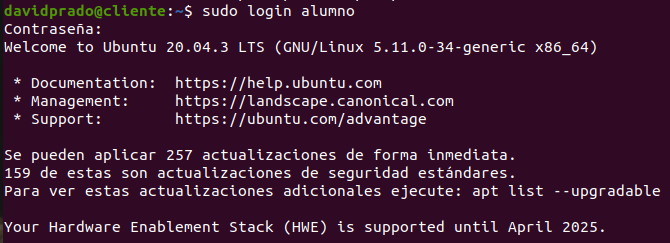 davidprado@cliente:~$ sudo login alumno
Contraseña:
Welcome to Ubuntu 20.04.3 LTS (GNU/Linux 5.11.0-34-generic x86_64)
* Documentation: https://help.ubuntu.com
* Management: https://landscape.canonical.com
* Support: https://ubuntu.com/advantage
Se pueden aplicar 257 actualizaciones de forma inmediata.
159 de estas son actualizaciones de seguridad estándares.
Para ver estas actualizaciones adicionales ejecute: apt list --upgradable
Your Hardware Enablement Stack (HWE) is supported until April 2025.